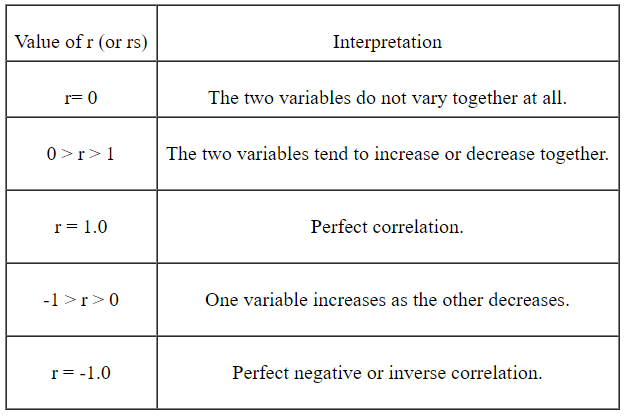 Value of r (or rs) Interpretation
r= 0 The two variables do not vary together at all.
0 > r > 1 The two variables tend to increase or decrease together.
r = 1.0 Perfect correlation.
-1 > r > 0 One variable increases as the other decreases.
r = -1.0 Perfect negative or inverse correlation.